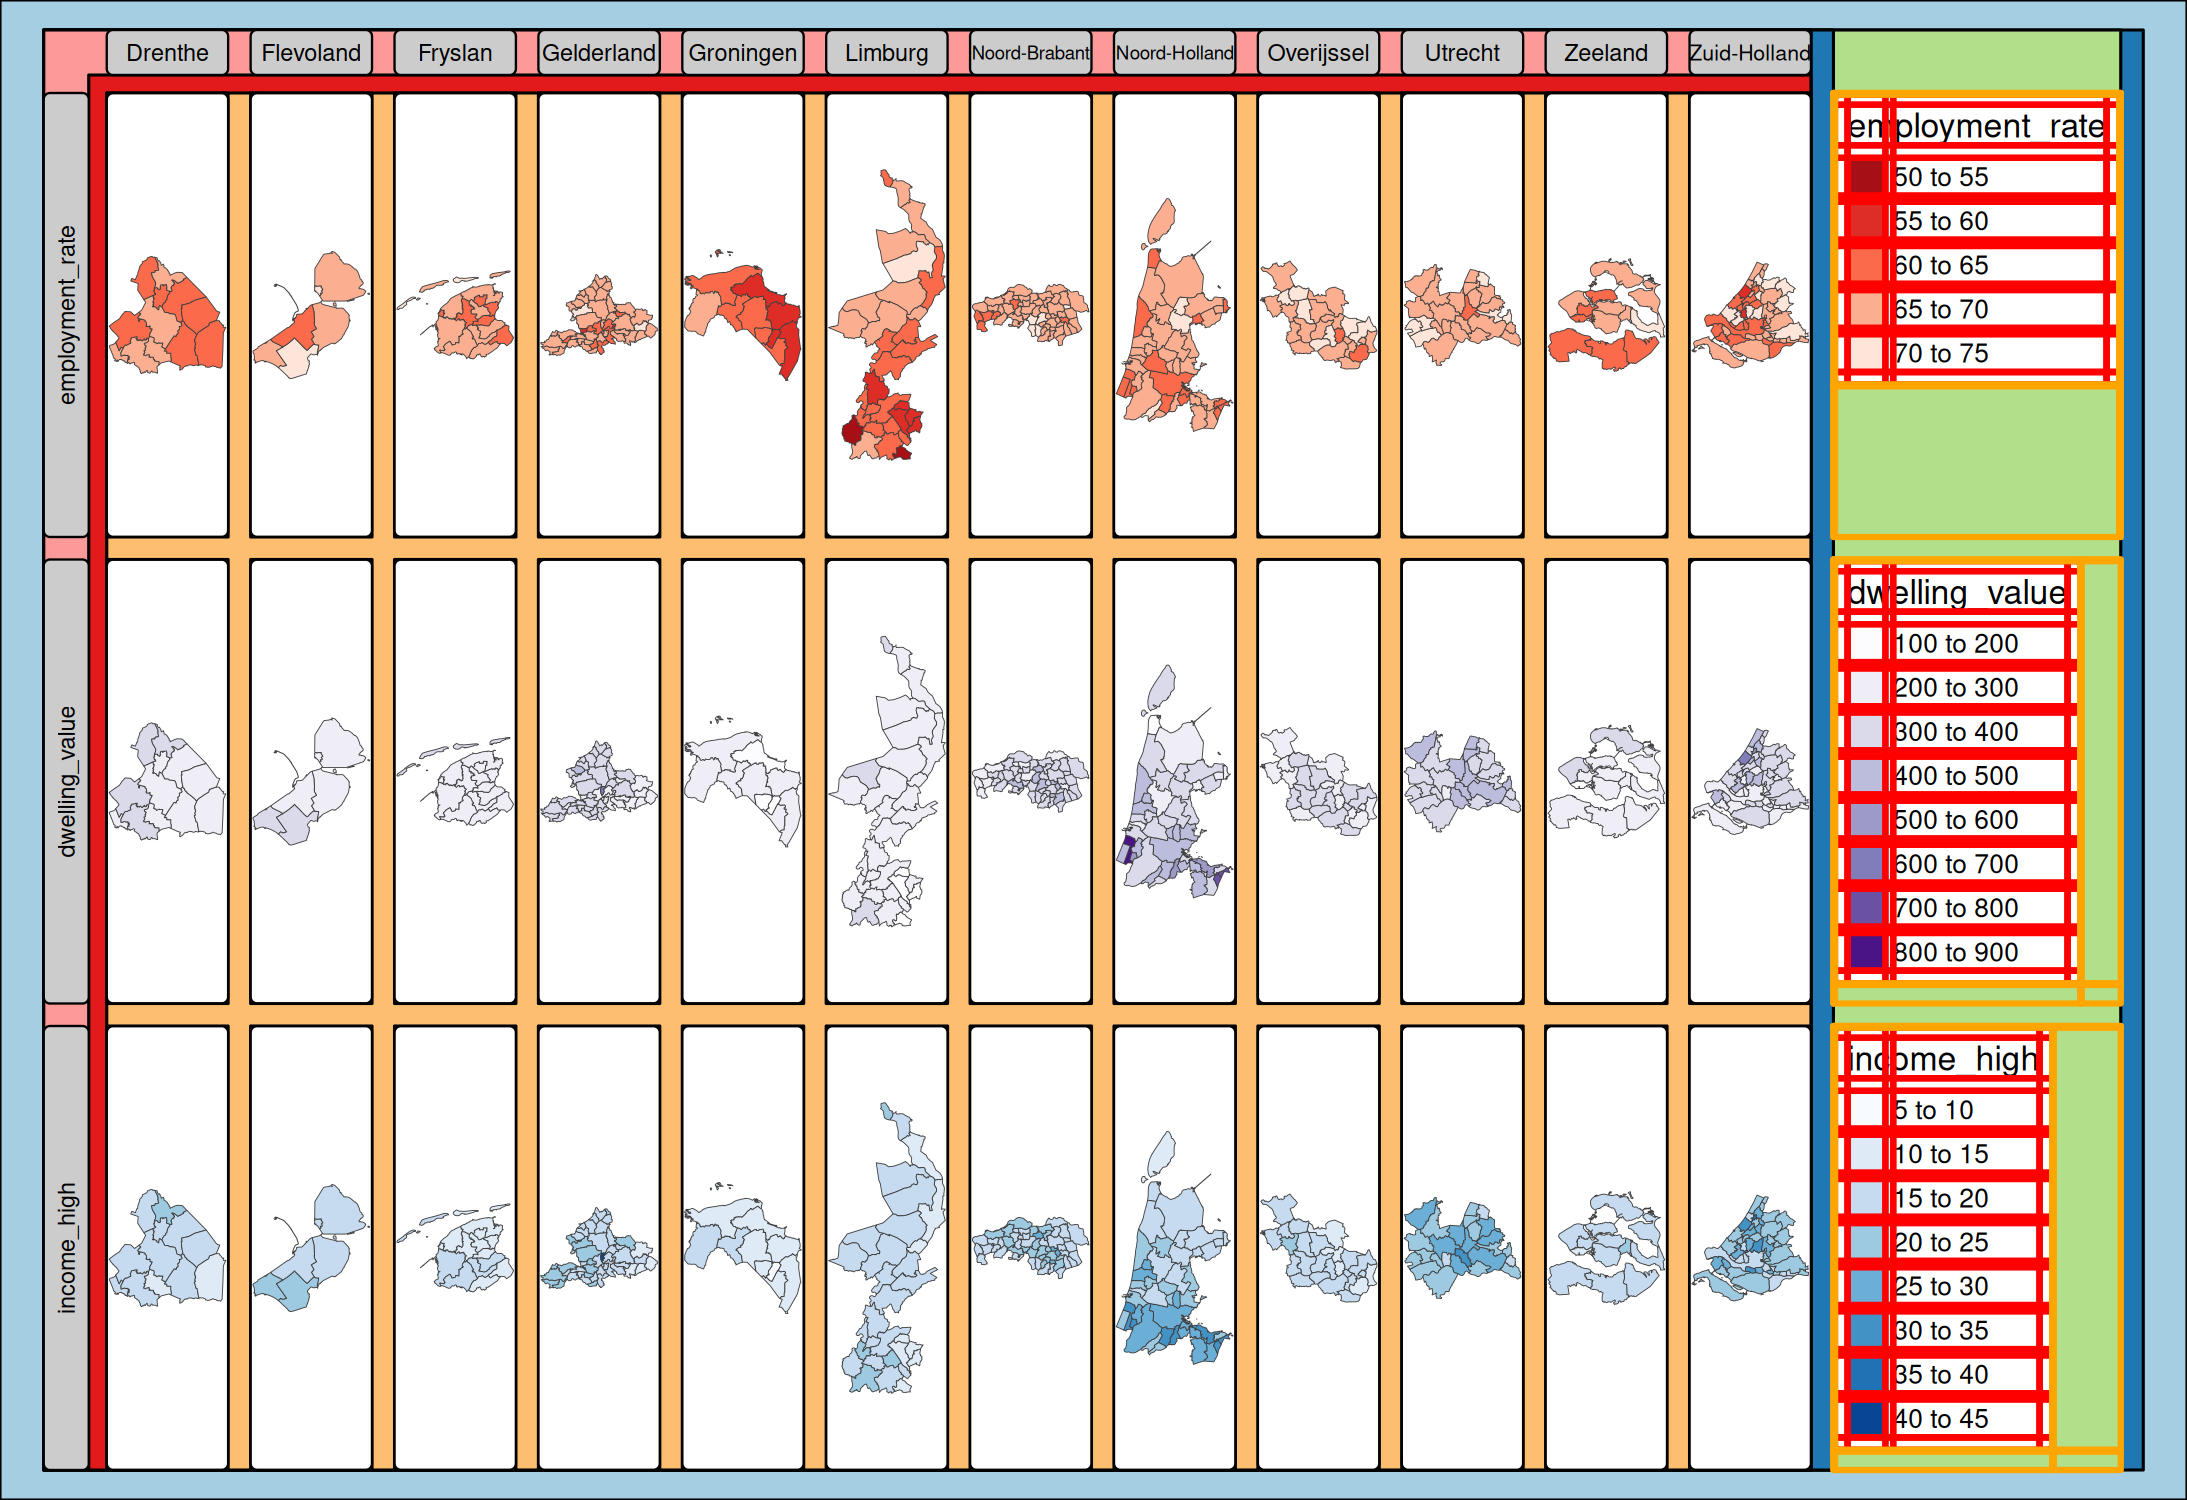 Drenthe
Flevoland
Fryslan
Gelderland
Groningen
Limburg
Noord-Brabant
Noord-Holland
Overijssel
Utrecht
Zeeland
Zuid-Holland
employment_rate
employment_rate
50 to 55
55 to 60
60 to 65
65 to 70
70 to 75
dwelling_value
dwelling_value
100 to 200
200 to 300
300 to 400
400 to 500
500 to 600
600 to 700
700 to 800
800 to 900
income_high
income_high
5 to 10
10 to 15
15 to 20
20 to 25
25 to 30
30 to 35
35 to 40
40 to 45